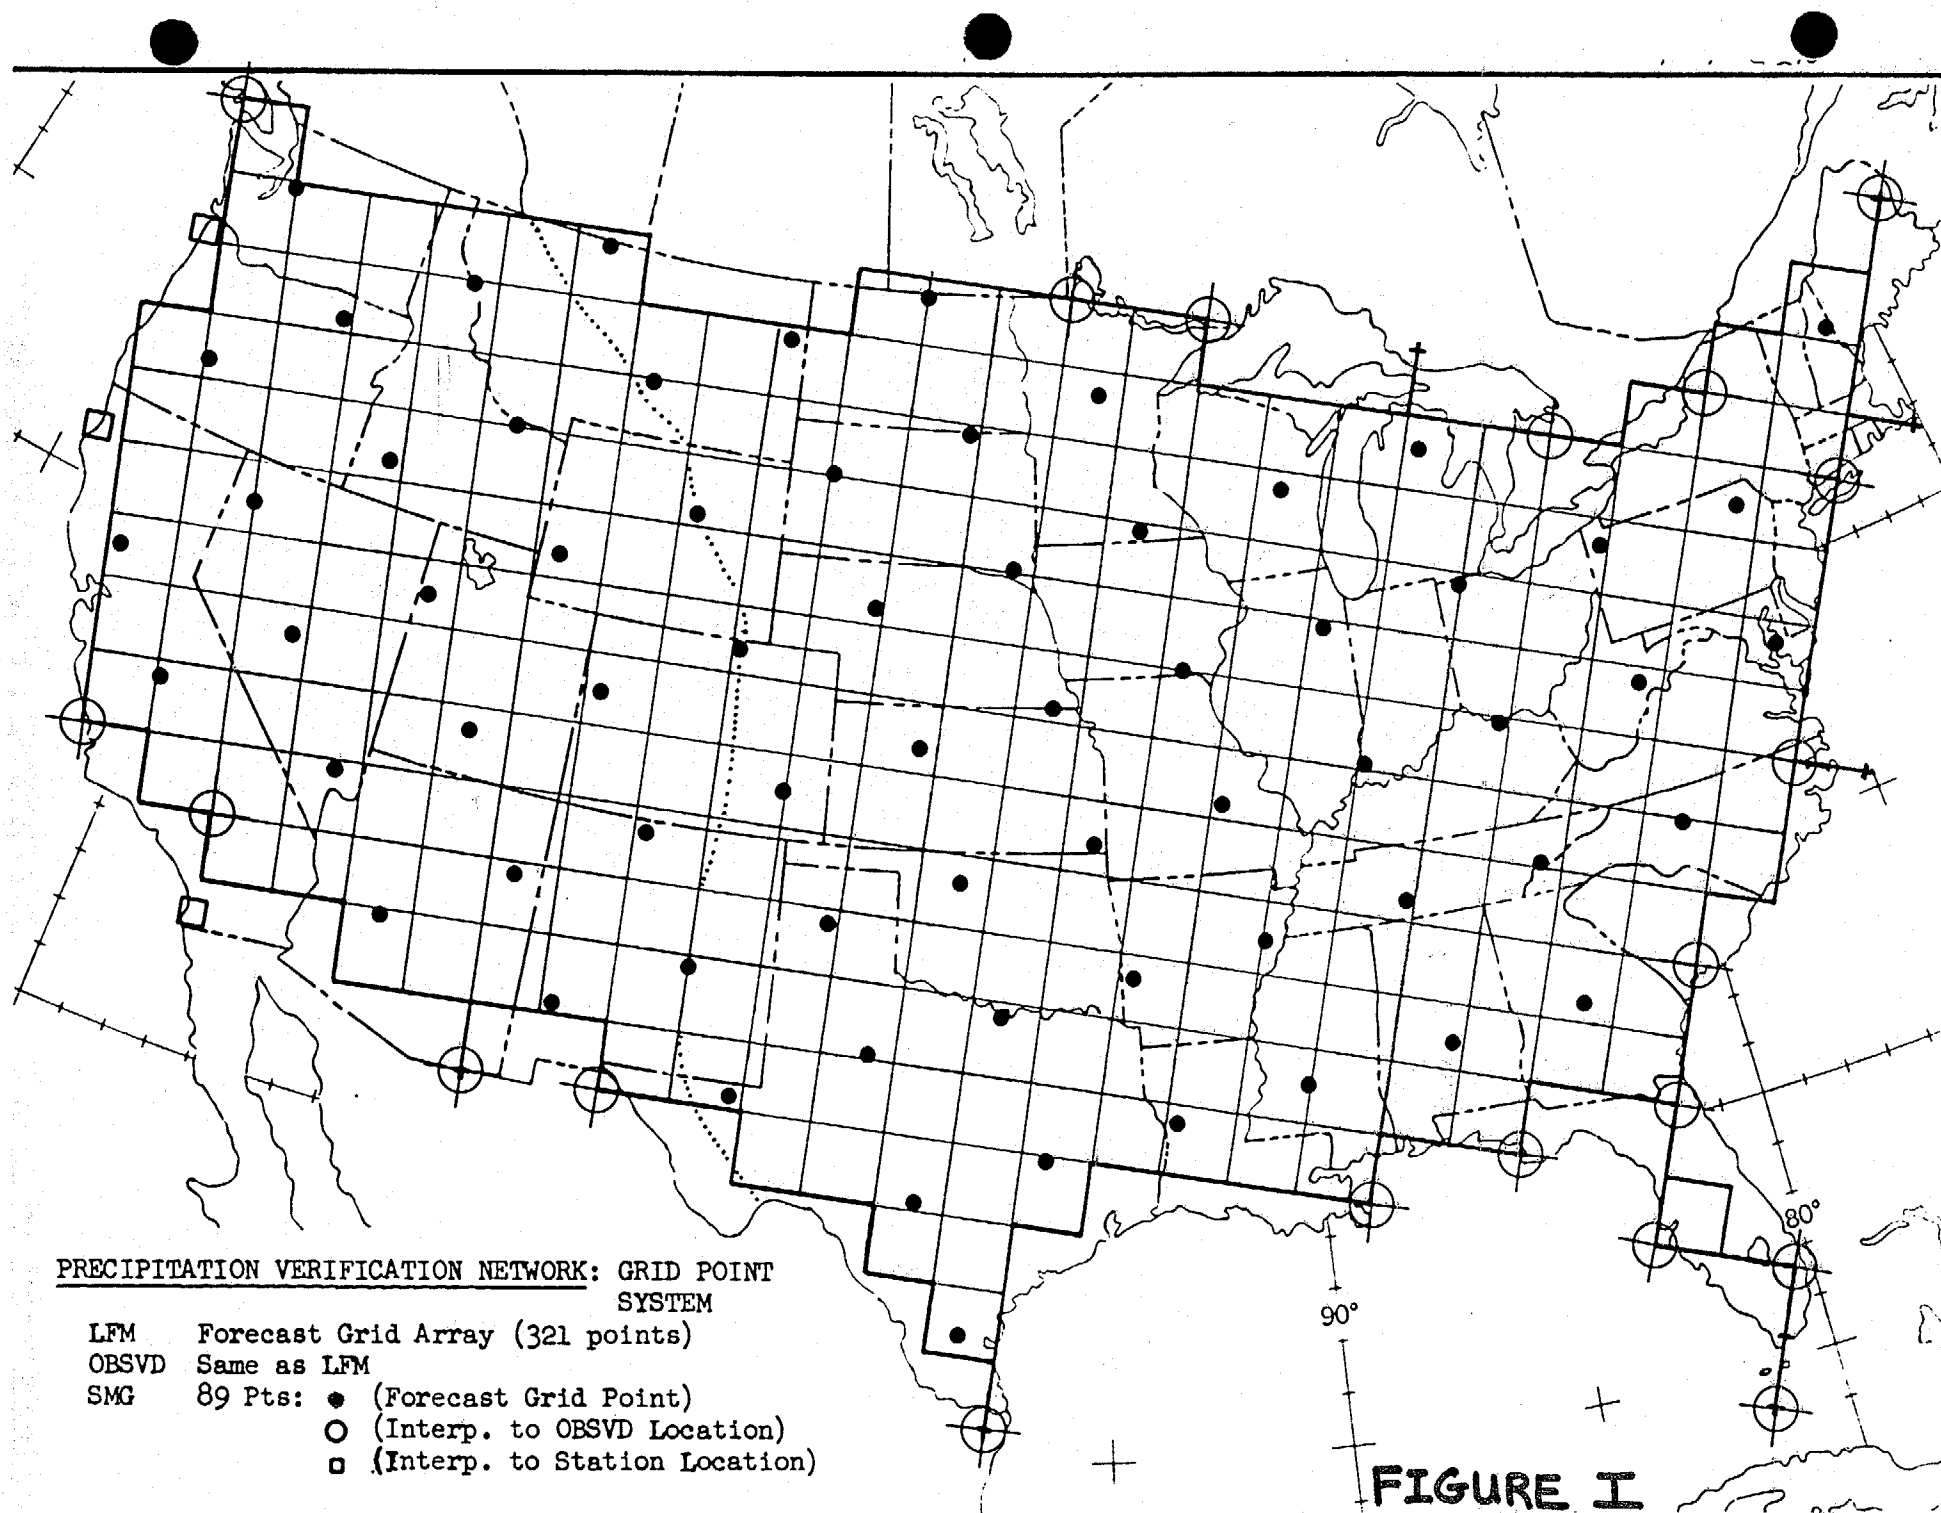 80°
PRECIPITATION VERIFICATION NETWORK: GRID POINT
SYSTEM
90°
LFM Forecast Grid Array (321 points)
OBSVD Same as LFM
SMG 89 Pts: ● (Forecast Grid Point)
○ (Interp. to OBSVD Location)
□ (Interp. to Station Location)
FIGURE I